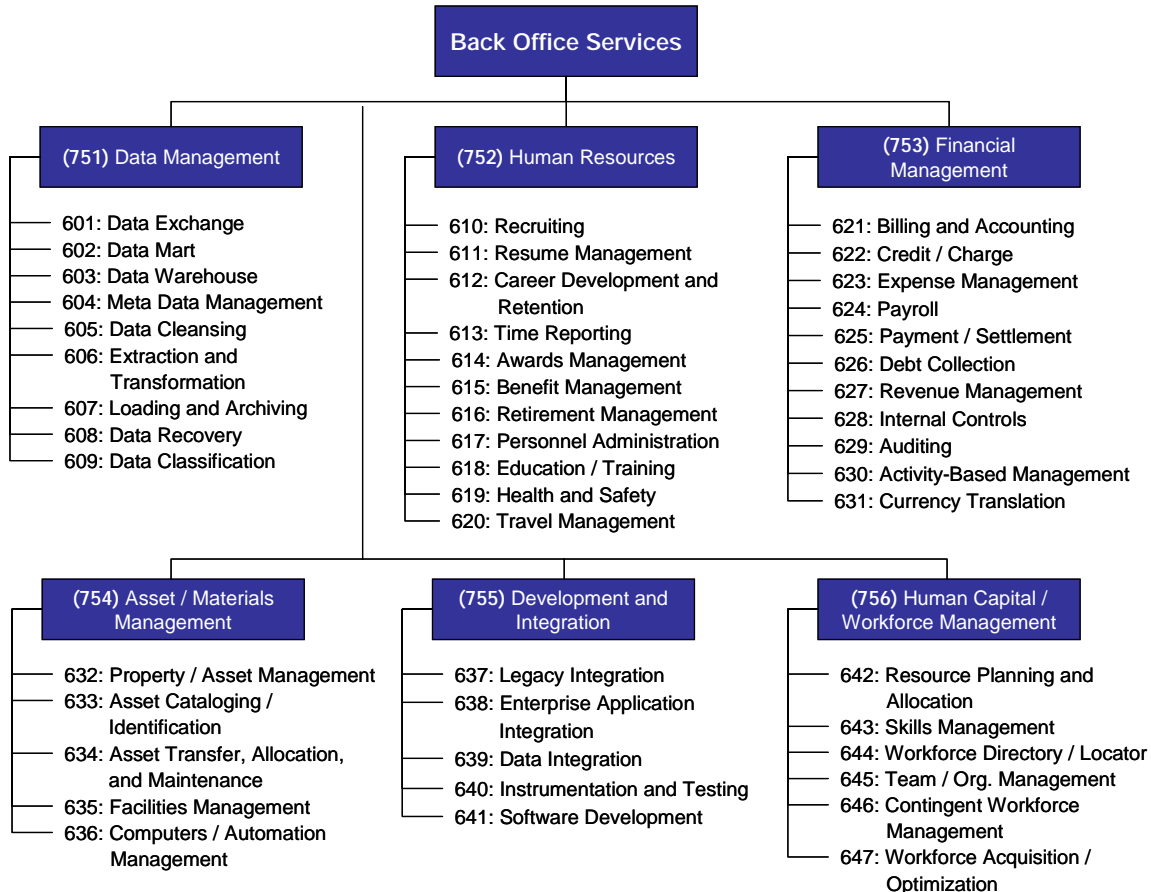 Back Office Services
(751) Data Management
601: Data Exchange
602: Data Mart
603: Data Warehouse
604: Meta Data Management
605: Data Cleansing
606: Extraction and
Transformation
607: Loading and Archiving
608: Data Recovery
609: Data Classification
(752) Human Resources
610: Recruiting
611: Resume Management
612: Career Development and
Retention
613: Time Reporting
614: Awards Management
615: Benefit Management
616: Retirement Management
617: Personnel Administration
618: Education / Training
619: Health and Safety
620: Travel Management
(753) Financial
Management
621: Billing and Accounting
622: Credit / Charge
623: Expense Management
624: Payroll
625: Payment / Settlement
626: Debt Collection
627: Revenue Management
628: Internal Controls
629: Auditing
630: Activity-Based Management
631: Currency Translation
(754) Asset / Materials
Management
632: Property / Asset Management
633: Asset Cataloging /
Identification
634: Asset Transfer, Allocation,
and Maintenance
635: Facilities Management
636: Computers / Automation
Management
(755) Development and
Integration
637: Legacy Integration
638: Enterprise Application
Integration
639: Data Integration
640: Instrumentation and Testing
641: Software Development
(756) Human Capital /
Workforce Management
642: Resource Planning and
Allocation
643: Skills Management
644: Workforce Directory / Locator
645: Team / Org. Management
646: Contingent Workforce
Management
647: Workforce Acquisition /
Optimization